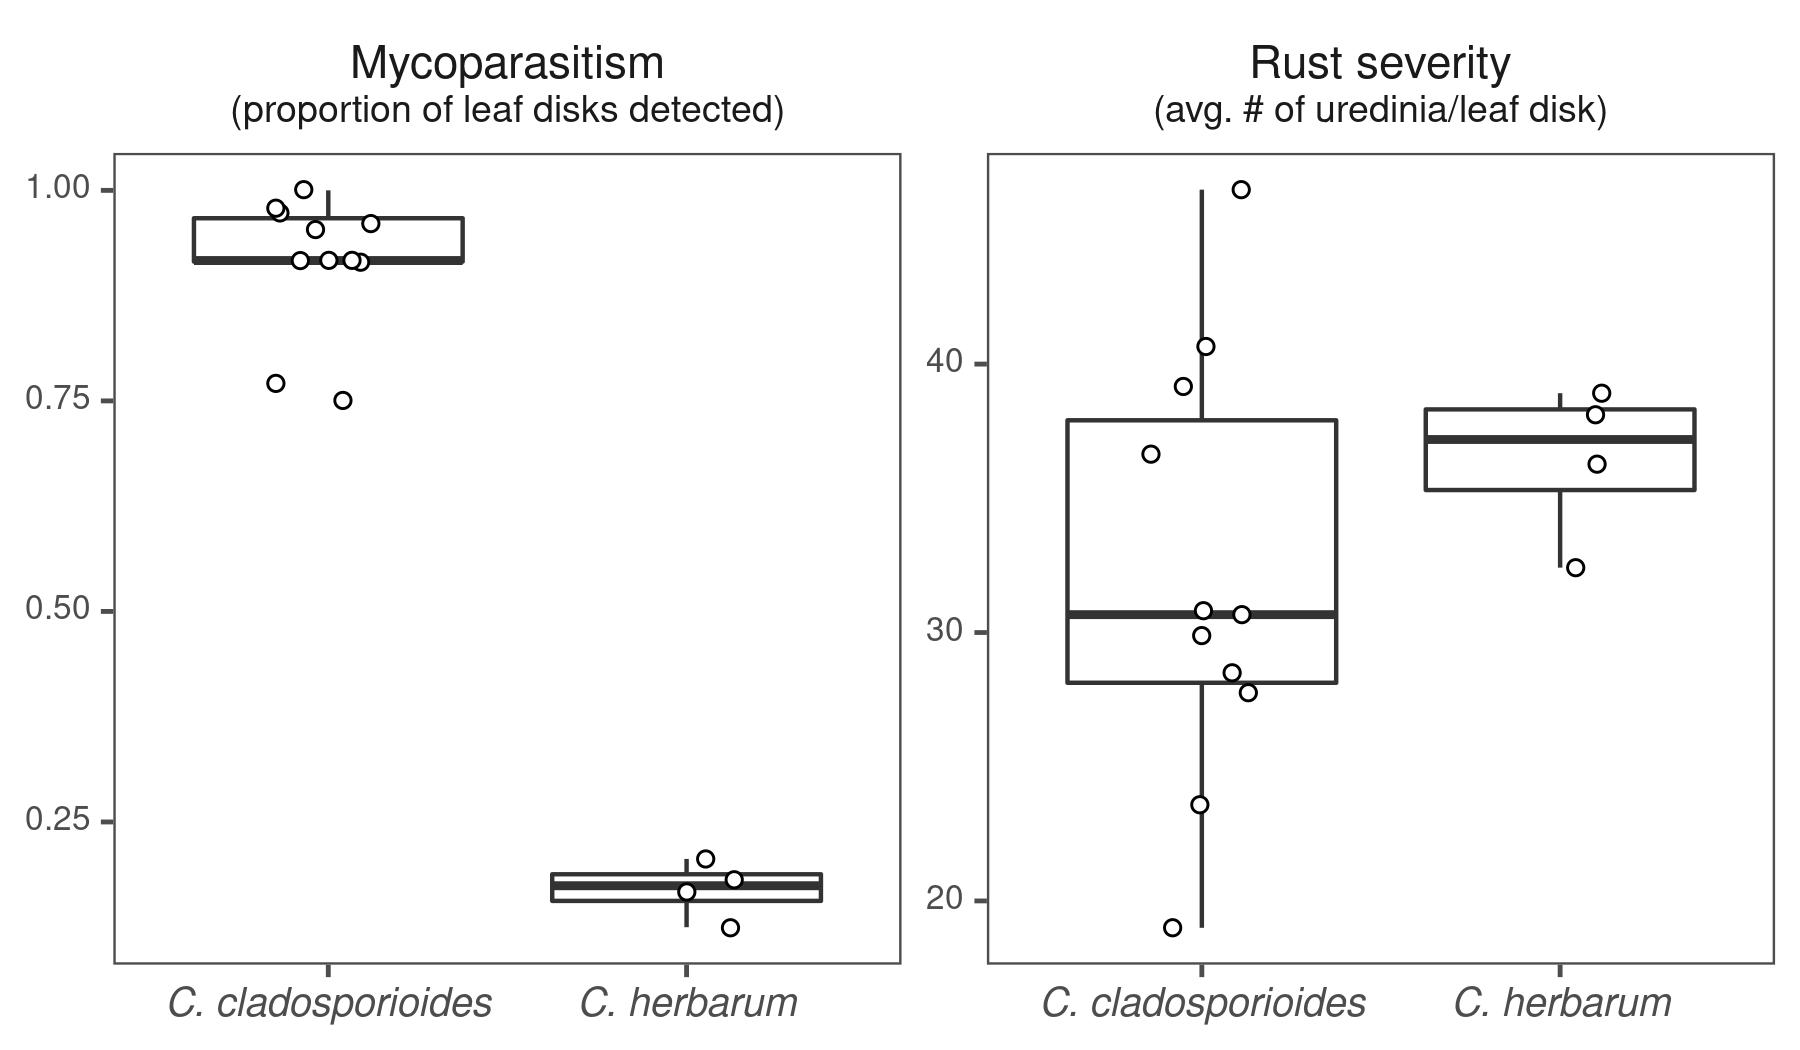 Mycoparasitism
(proportion of leaf disks detected)
1.00
0.75
0.50
0.25
C. cladosporioides
C. herbarum
Rust severity
(avg. # of uredinia/leaf disk)
40
30
20
C. cladosporioides
C. herbarum